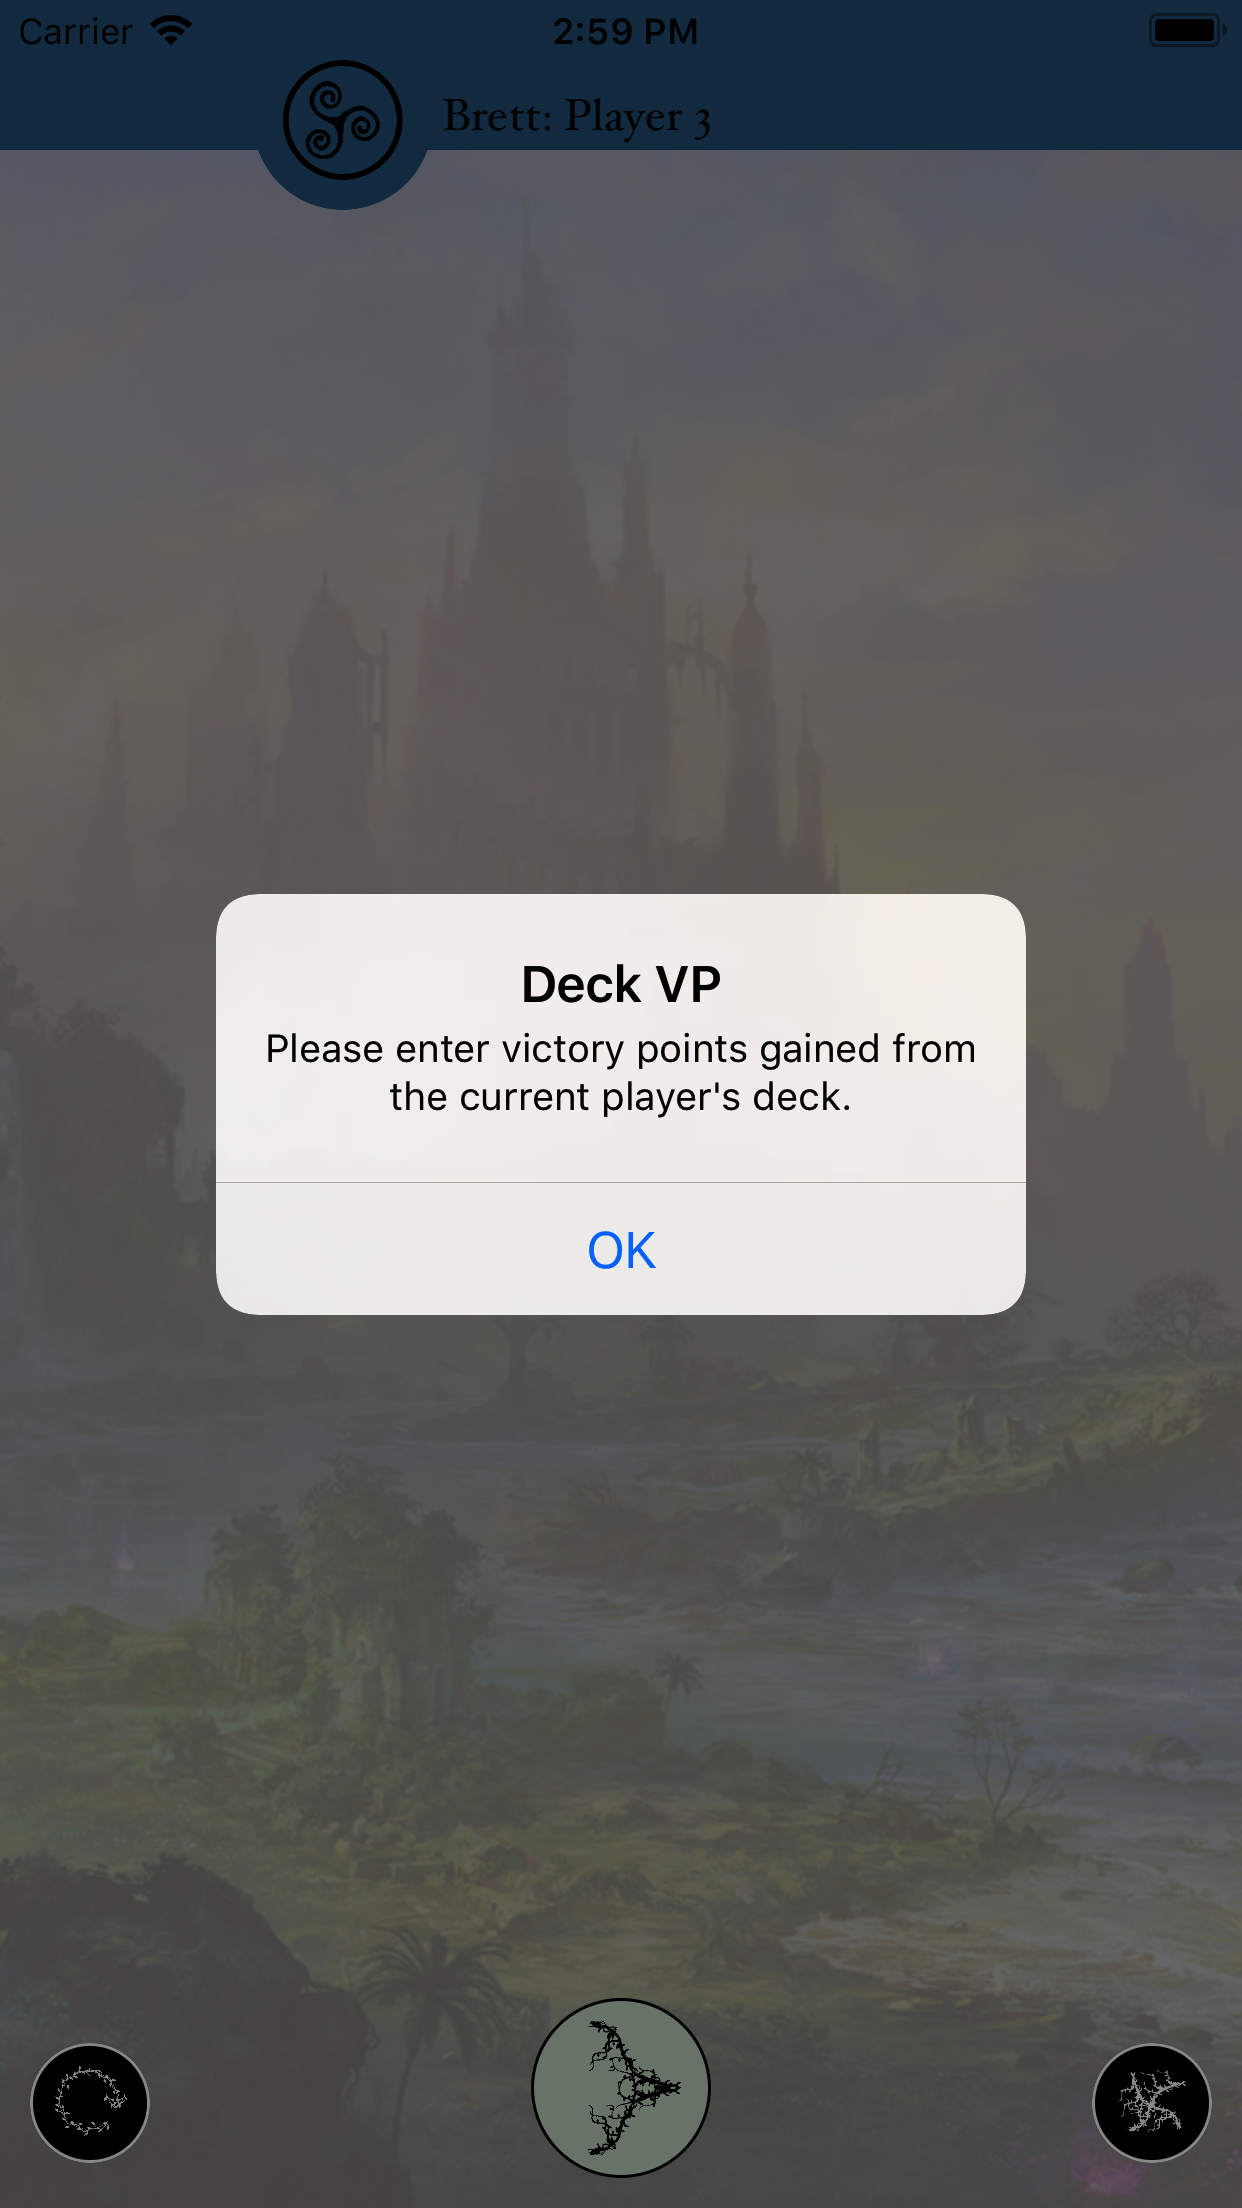 Carrier 2:59 PM
Brett: Player 3
Deck VP
Please enter victory points gained from
the current player's deck.
OK